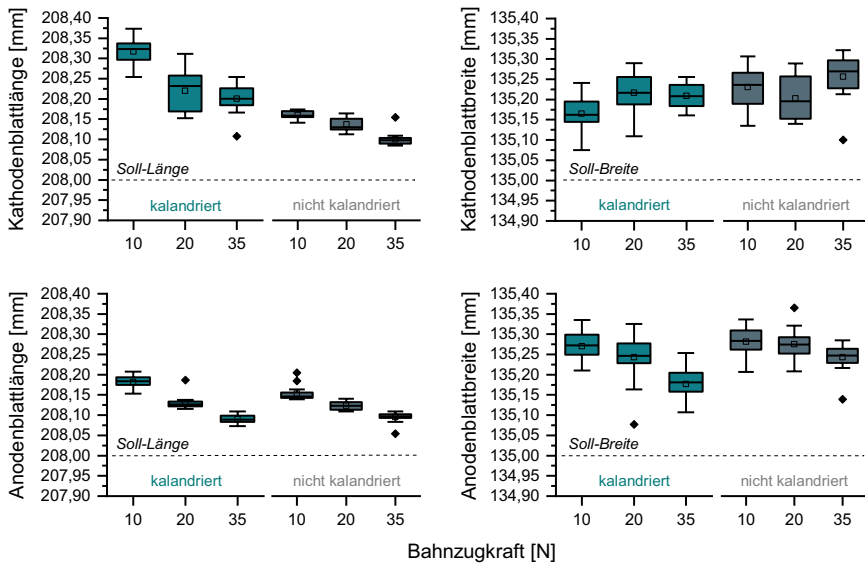 Kathodenblattlänge [mm]
208,40
208,35
208,30
208,25
208,20
208,15
208,10
208,05
208,00
207,95
207,90
Soll-Länge
kalandriert
nicht kalandriert
10 20 35 10 20 35
Kathodenblattbreite [mm]
135,40
135,35
135,30
135,25
135,20
135,15
135,10
135,05
135,00
134,95
134,90
Soll-Breite
kalandriert
nicht kalandriert
10 20 35 10 20 35
Anodenblattlänge [mm]
208,40
208,35
208,30
208,25
208,20
208,15
208,10
208,05
208,00
207,95
207,90
Soll-Länge
kalandriert
nicht kalandriert
10 20 35 10 20 35
Anodenblattbreite [mm]
135,40
135,35
135,30
135,25
135,20
135,15
135,10
135,05
135,00
134,95
134,90
Soll-Breite
kalandriert
nicht kalandriert
10 20 35 10 20 35
Bahnzugkraft [N]